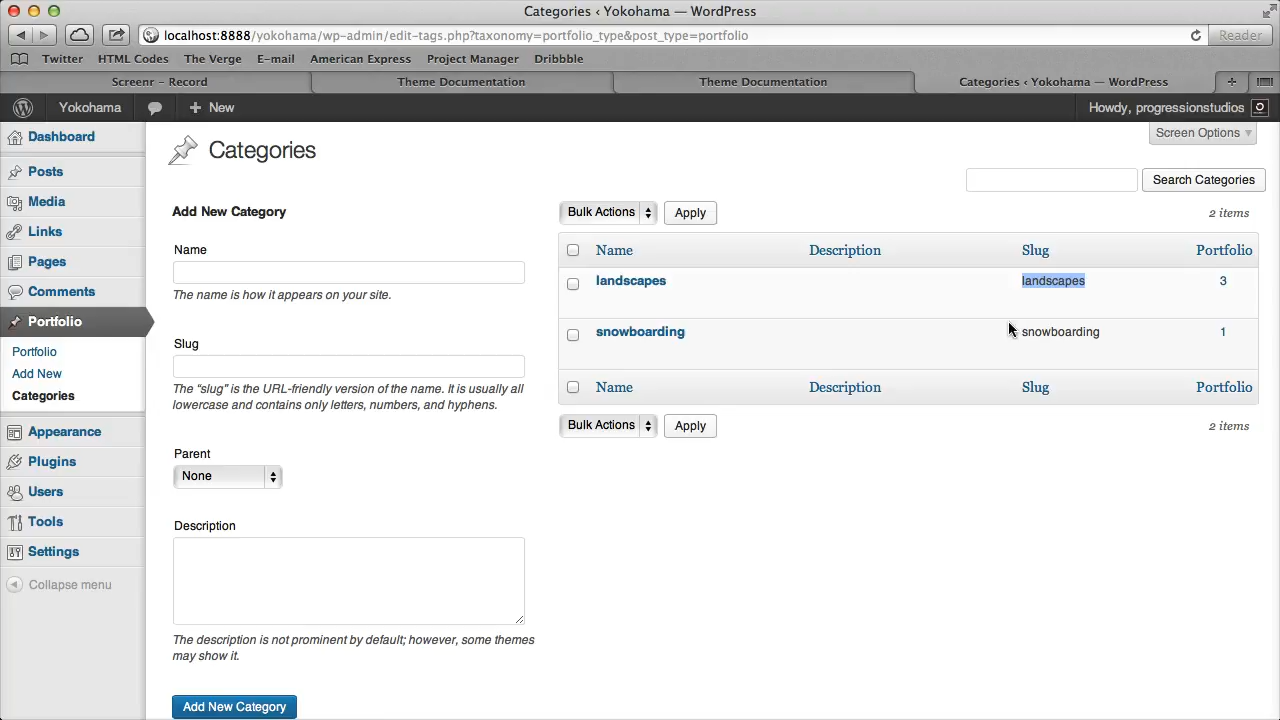 Categories ‹ Yokohama — WordPress
localhost:8888/yokohama/wp-admin/edit-tags.php?taxonomy=portfolio_type&post_type=portfolio
Reader
Twitter HTML Codes The Verge E-mail American Express Project Manager Dribbble
Screenr – Record Theme Documentation Theme Documentation Categories ‹ Yokohama — WordPress
Yokohama New Howdy, progressionstudios
Screen Options
Dashboard
Posts
Media
Links
Pages
Comments
Portfolio
Portfolio
Add New
Categories
Appearance
Plugins
Users
Tools
Settings
Collapse menu
Categories
Search Categories
Add New Category
Name
The name is how it appears on your site.
Slug
The “slug” is the URL-friendly version of the name. It is usually all
lowercase and contains only letters, numbers, and hyphens.
Parent
None
Description
The description is not prominent by default; however, some themes
may show it.
Add New Category
Bulk Actions Apply 2 items
Name Description Slug Portfolio
landscapes landscapes 3
snowboarding snowboarding 1
Name Description Slug Portfolio
Bulk Actions Apply 2 items